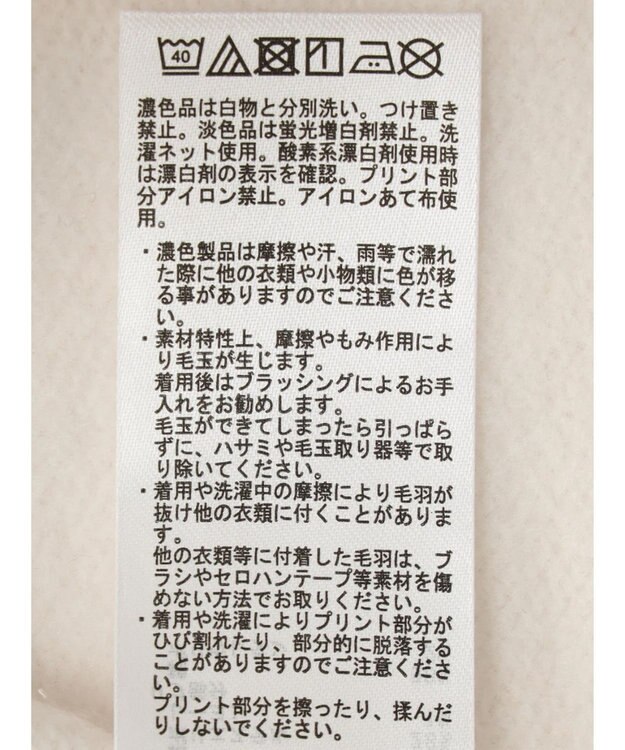 40
濃色品は白物と分別洗い。つけ置き
禁止。淡色品は蛍光増白剤禁止。洗
濯ネット使用。酸素系漂白剤使用時
は漂白剤の表示を確認。プリント部
分アイロン禁止。アイロンあて布使
用。
・濃色製品は摩擦や汗、雨等で濡れ
た際に他の衣類や小物類に色が移
る事がありますのでご注意くださ
い。
・素材特性上、摩擦やもみ作用によ
り毛玉が生じます。
着用後はブラッシングによるお手
入れをお勧めします。
毛玉ができてしまったら引っぱら
ずに、ハサミや毛玉取り器等で取
り除いてください。
・着用や洗濯中の摩擦により毛羽が
抜け他の衣類に付くことがありま
す。
他の衣類等に付着した毛羽は、ブ
ラシやセロハンテープ等素材を傷
めない方法でお取りください。
・着用や洗濯によりプリント部分が
ひび割れたり、部分的に脱落する
ことがありますのでご注意くださ
い。
プリント部分を擦ったり、揉んだ
りしないでください。